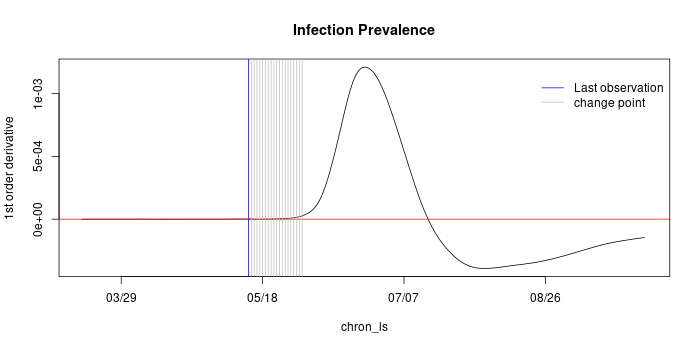 Infection Prevalence
1st order derivative
1e-03
5e-04
0e+00
Last observation
change point
03/29 05/18 07/07 08/26
chron_ls